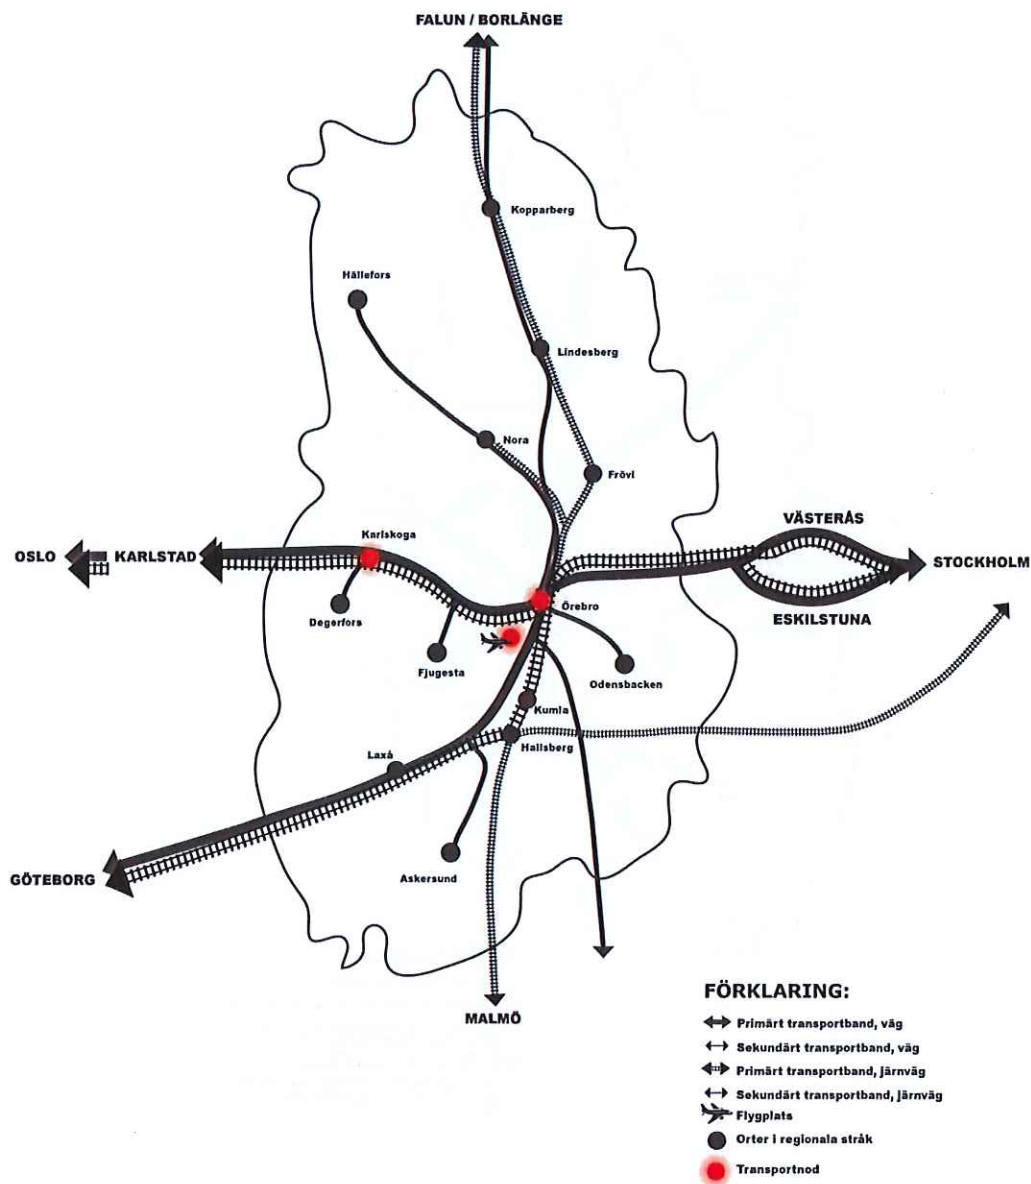 FALUN / BORLÄNGE
Kopparberg
Hällefors
Lindesberg
Nora
Frövi
VÄSTERÅS
Karlskoga
OSLO
KARLSTAD
STOCKHOLM
Örebro
Degerfors
ESKILSTUNA
Fjugesta
Odensbacken
Kumla
Hallsberg
Laxå
GÖTEBORG
Askersund
MALMÖ
FÖRKLARING:
Primärt transportband, väg
Sekundärt transportband, väg
Primärt transportband, järnväg
Sekundärt transportband, järnväg
Flygplats
Orter i regionala stråk
Transportnod